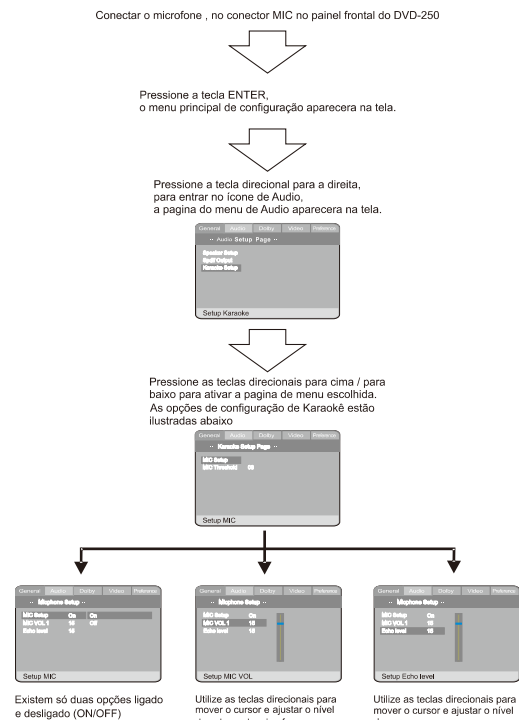 Conectar o microfone , no conector MIC no painel frontal do DVD-250
Pressione a tecla ENTER,
o menu principal de configuração aparecera na tela.
Pressione a tecla direcional para a direita,
para entrar no ícone de Audio,
a pagina do menu de Audio aparecera na tela.
General Audio Dolby Video Preference
·· Audio Setup Page ··
Speaker Setup
Spdif Output
Karaoke Setup
Setup Karaoke
Pressione as teclas direcionais para cima / para
baixo para ativar a pagina de menu escolhida.
As opções de configuração de Karaokê estão
ilustradas abaixo
General Audio Dolby Video Preference
·· Karaoke Setup Page ··
MIC Setup
MIC Threshold
Setup MIC
General Audio Dolby Video Preference
·· Miophone Setup ··
MIC Setup On On
MIC VOL 1 16 Off
Echo level 16
Setup MIC
General Audio Dolby Video Preference
·· Miophone Setup ··
MIC Setup On
MIC VOL 1 16
Echo level 16
Setup MIC VOL
General Audio Dolby Video Preference
·· Miophone Setup ··
MIC Setup On
MIC VOL 1 16
Echo level 16
Setup Echo level
Existem só duas opções ligado
e desligado (ON/OFF)
Utilize as teclas direcionais para
mover o cursor e ajustar o nível
Utilize as teclas direcionais para
mover o cursor e ajustar o nível